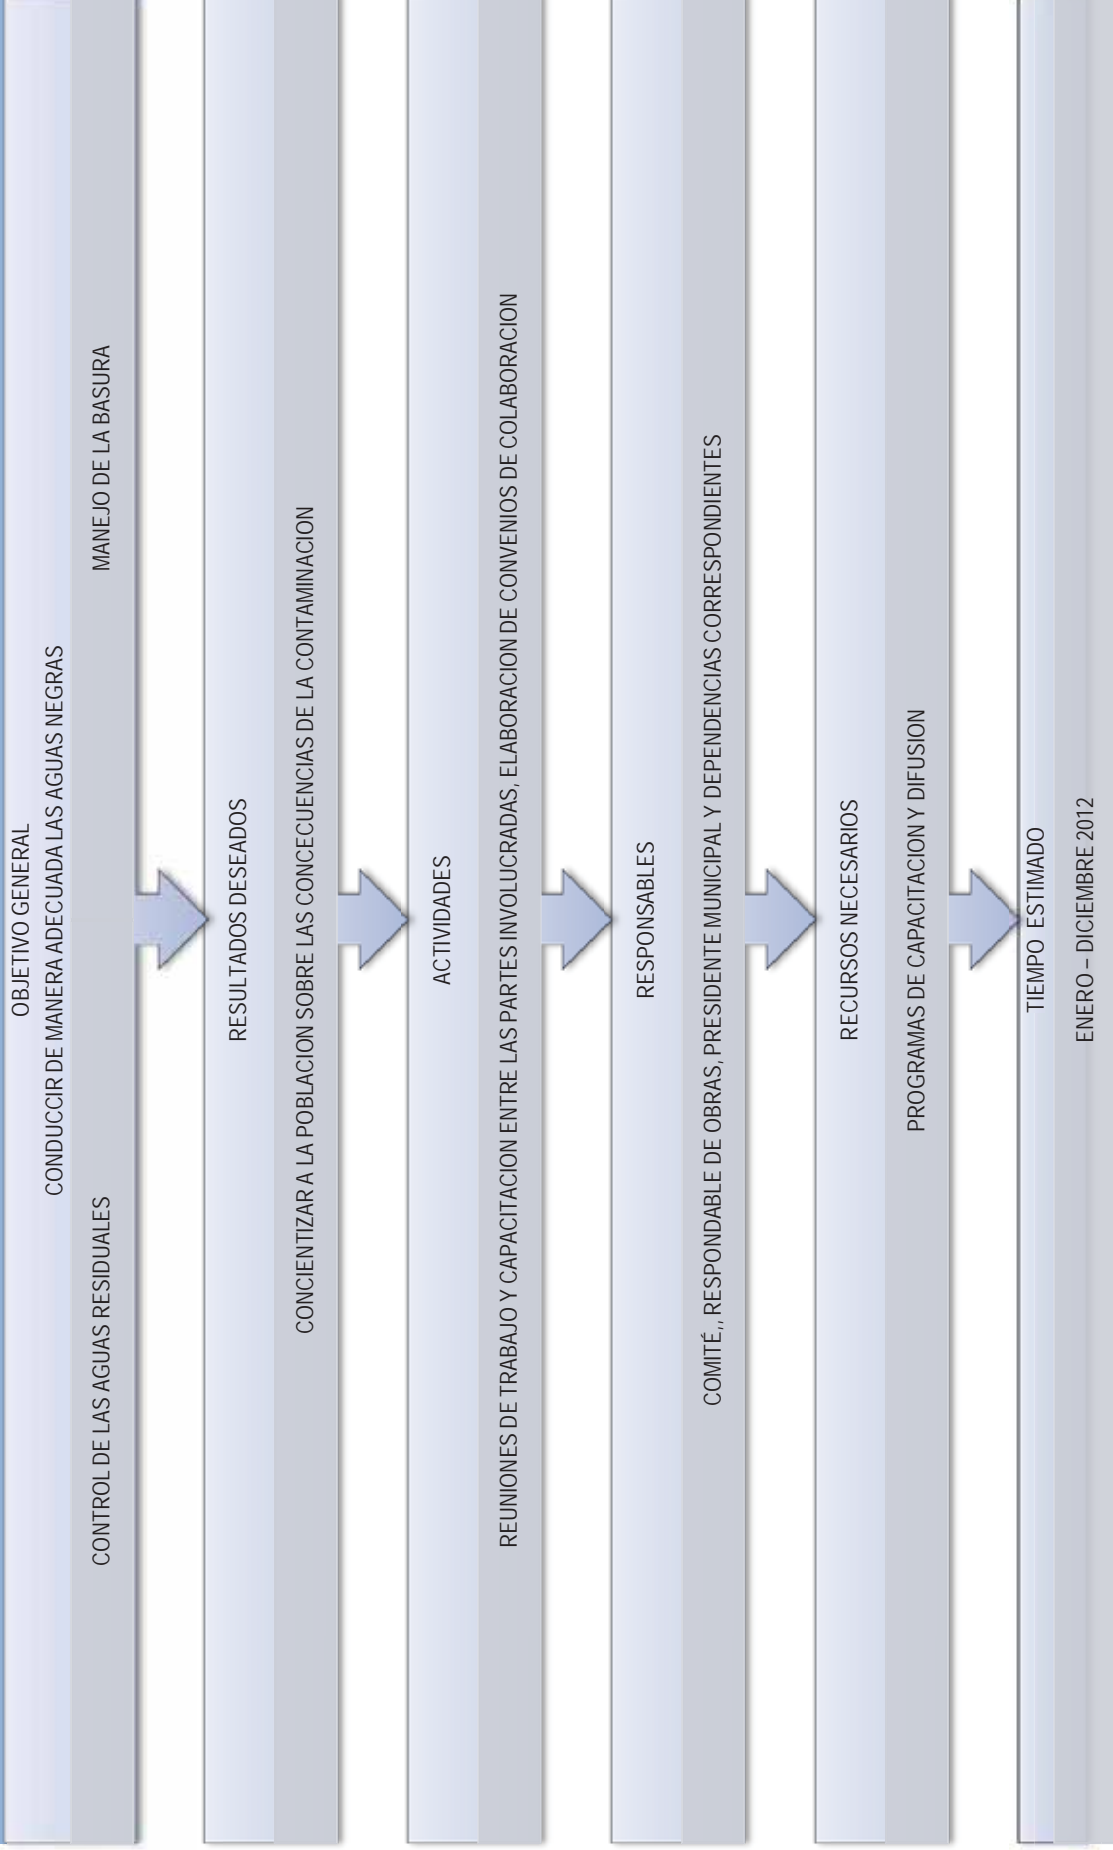 OBJETIVO GENERAL
CONDUCCIR DE MANERA ADECUADA LAS AGUAS NEGRAS
CONTROL DE LAS AGUAS RESIDUALES MANEJO DE LA BASURA
RESULTADOS DESEADOS
CONCIENTIZAR A LA POBLACION SOBRE LAS CONCECUENCIAS DE LA CONTAMINACION
ACTIVIDADES
REUNIONES DE TRABAJO Y CAPACITACION ENTRE LAS PARTES INVOLUCRADAS, ELABORACION DE CONVENIOS DE COLABORACION
RESPONSABLES
COMITÉ,, RESPONDABLE DE OBRAS, PRESIDENTE MUNICIPAL Y DEPENDENCIAS CORRESPONDIENTES
RECURSOS NECESARIOS
PROGRAMAS DE CAPACITACION Y DIFUSION
TIEMPO ESTIMADO
ENERO – DICIEMBRE 2012